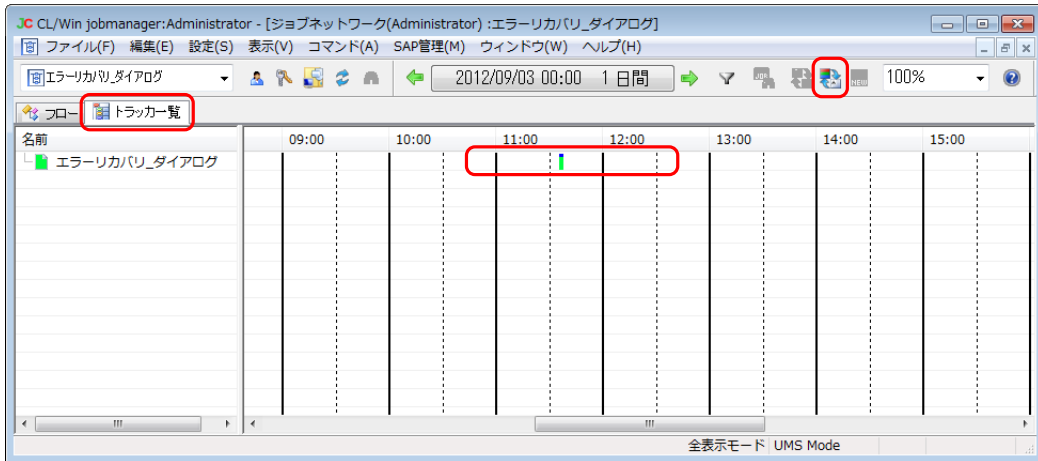 JC CL/Win jobmanager:Administrator - [ジョブネットワーク(Administrator) :エラーリカバリ_ダイアログ]
ファイル(F) 編集(E) 設定(S) 表示(V) コマンド(A) SAP管理(M) ウィンドウ(W) ヘルプ(H)
エラーリカバリ_ダイアログ 2012/09/03 00:00 1 日間 JOB NEW 100%
フロー トラッカ一覧
名前 09:00 10:00 11:00 12:00 13:00 14:00 15:00
エラーリカバリ_ダイアログ
全表示モード UMS Mode